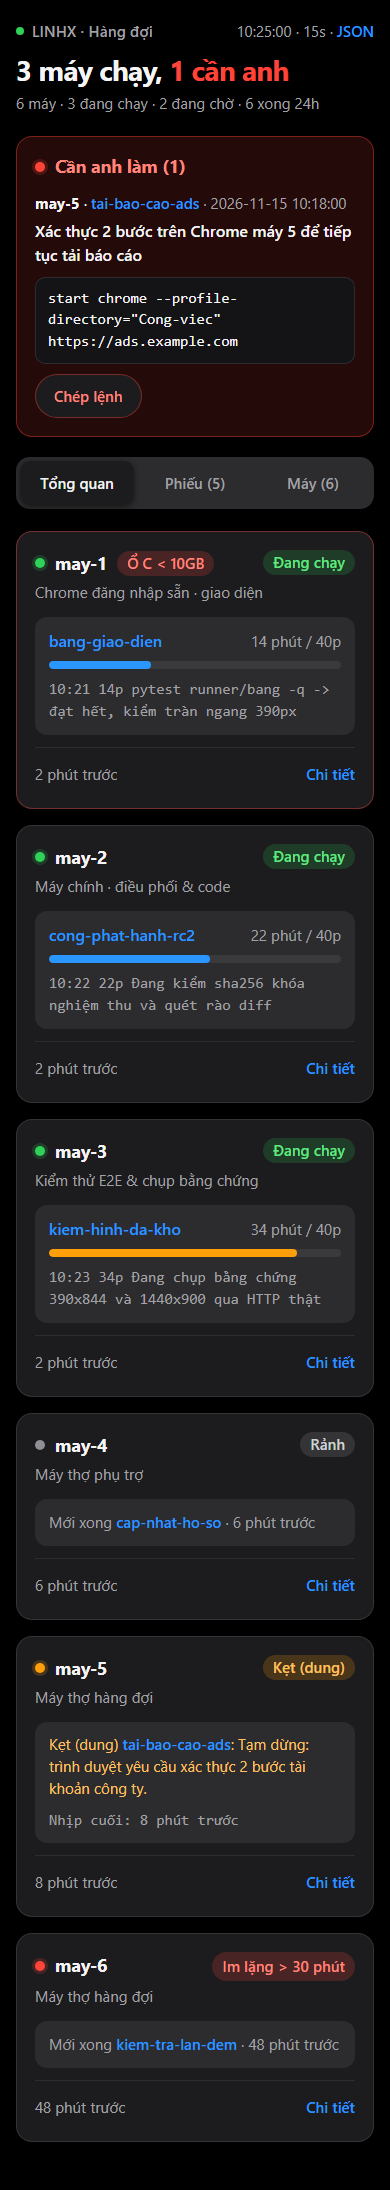 LINHX · Hàng đợi 10:25:00 · 15s · JSON
3 máy chạy, 1 cần anh
6 máy · 3 đang chạy · 2 đang chờ · 6 xong 24h
Cần anh làm (1)
may-5 · tai-bao-cao-ads · 2026-11-15 10:18:00
Xác thực 2 bước trên Chrome máy 5 để tiếp
tục tải báo cáo
start chrome --profile-
directory="Cong-viec"
https://ads.example.com
Chép lệnh
Tổng quan Phiếu (5) Máy (6)
may-1 Ổ C < 10GB Đang chạy
Chrome đăng nhập sẵn · giao diện
bang-giao-dien 14 phút / 40p
10:21 14p pytest runner/bang -q ->
đạt hết, kiểm tràn ngang 390px
2 phút trước Chi tiết
may-2 Đang chạy
Máy chính · điều phối & code
cong-phat-hanh-rc2 22 phút / 40p
10:22 22p Đang kiểm sha256 khóa
nghiệm thu và quét rào diff
2 phút trước Chi tiết
may-3 Đang chạy
Kiểm thử E2E & chụp bằng chứng
kiem-hinh-da-kho 34 phút / 40p
10:23 34p Đang chụp bằng chứng
390x844 và 1440x900 qua HTTP thật
2 phút trước Chi tiết
may-4 Rảnh
Máy thợ phụ trợ
Mới xong cap-nhat-ho-so · 6 phút trước
6 phút trước Chi tiết
may-5 Kẹt (dung)
Máy thợ hàng đợi
Kẹt (dung) tai-bao-cao-ads: Tạm dừng:
trình duyệt yêu cầu xác thực 2 bước tài
khoản công ty.
Nhịp cuối: 8 phút trước
8 phút trước Chi tiết
may-6 Im lặng > 30 phút
Máy thợ hàng đợi
Mới xong kiem-tra-lan-dem · 48 phút trước
48 phút trước Chi tiết